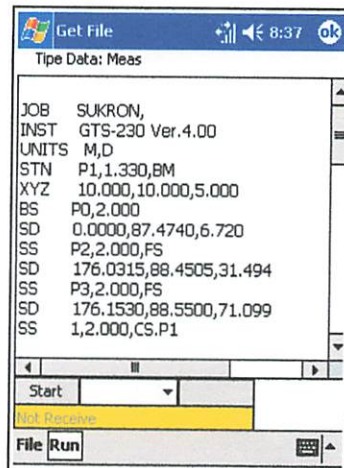 Get File 8:37 ok
Tipe Data: Meas
JOB SUKRON,
INST GTS-230 Ver.4.00
UNITS M,D
STN P1,1.330,BM
XYZ 10.000,10.000,5.000
BS P0,2.000
SD 0.0000,87.4740,6.720
SS P2,2.000,FS
SD 176.0315,88.4505,31.494
SS P3,2.000,FS
SD 176.1530,88.5500,71.099
SS 1,2.000,CS.P1
Start
Not Receive
File Run